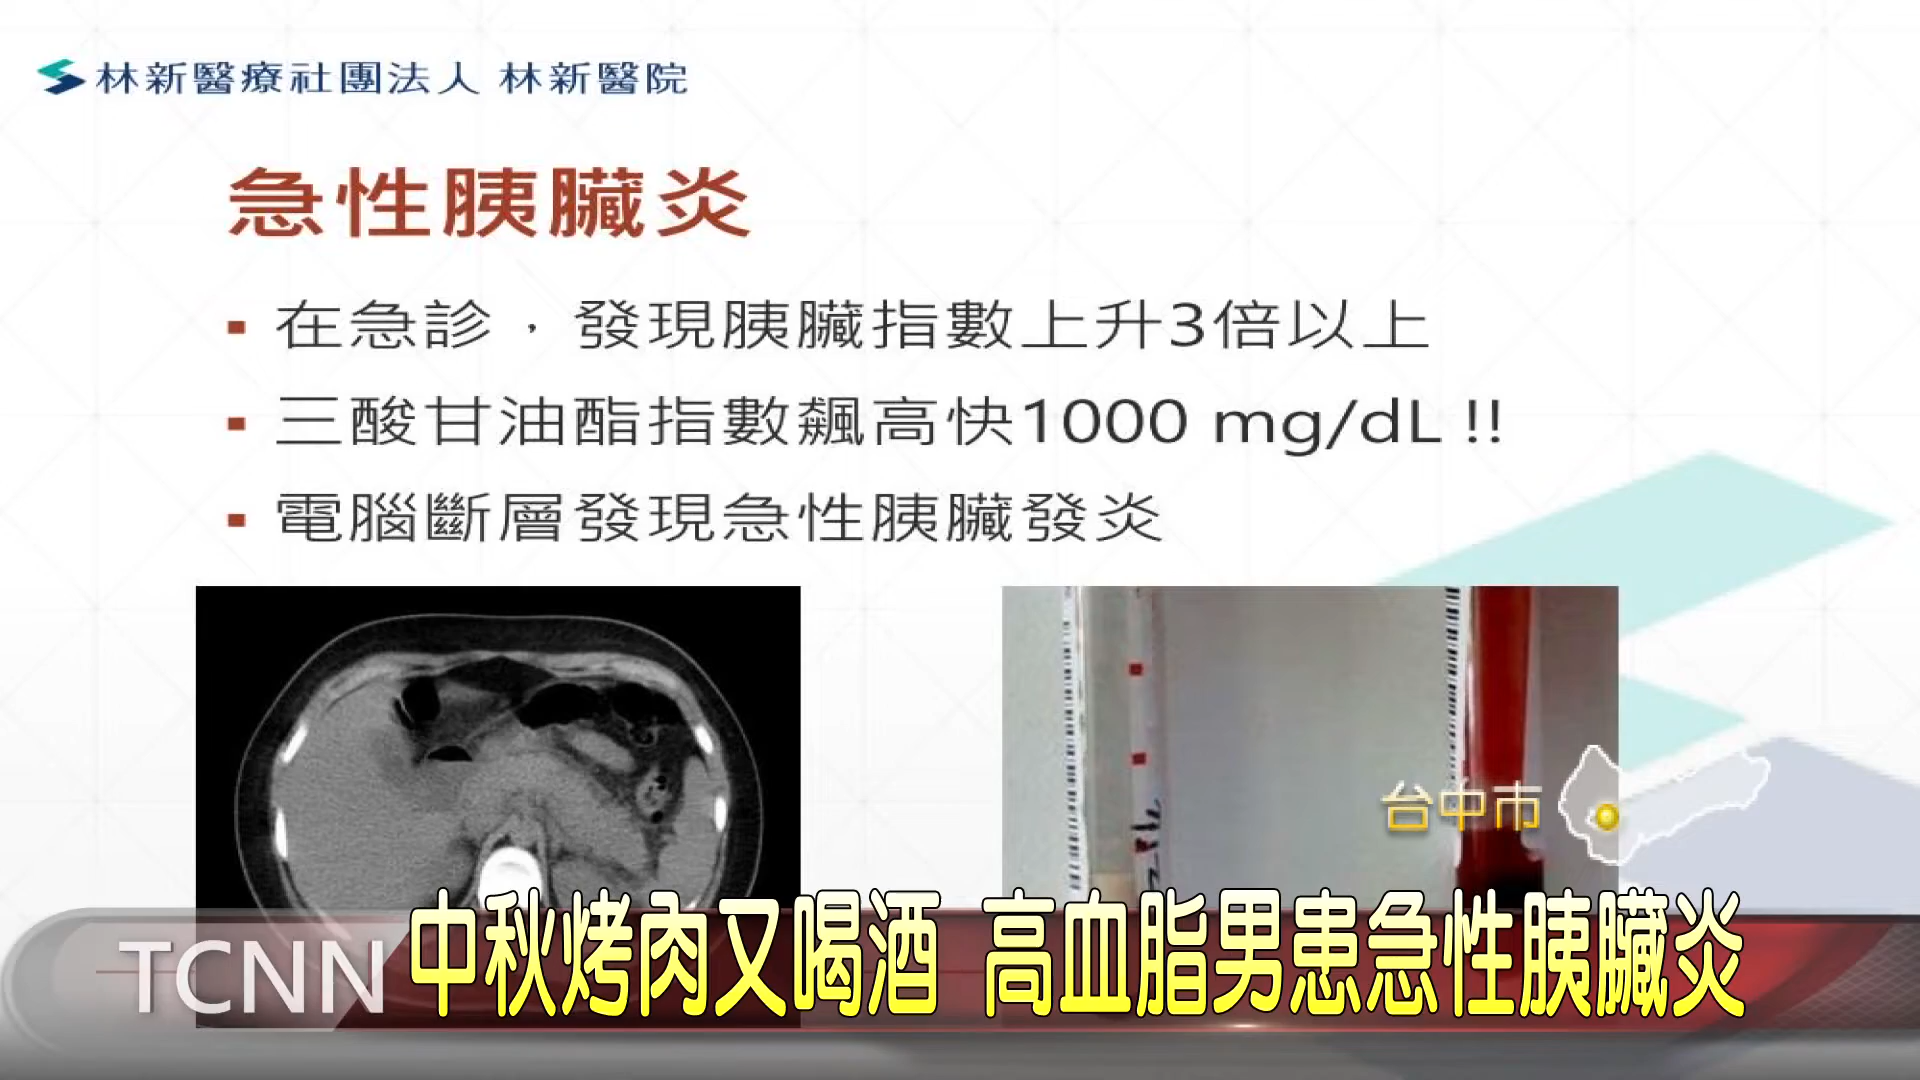 林新醫療社團法人 林新醫院
急性胰臟炎
在急診，發現胰臟指數上升3倍以上
三酸甘油酯指數飆高快1000 mg/dL !!
電腦斷層發現急性胰臟發炎
台中市
TCNN 中秋烤肉又喝酒 高血脂男患急性胰臟炎